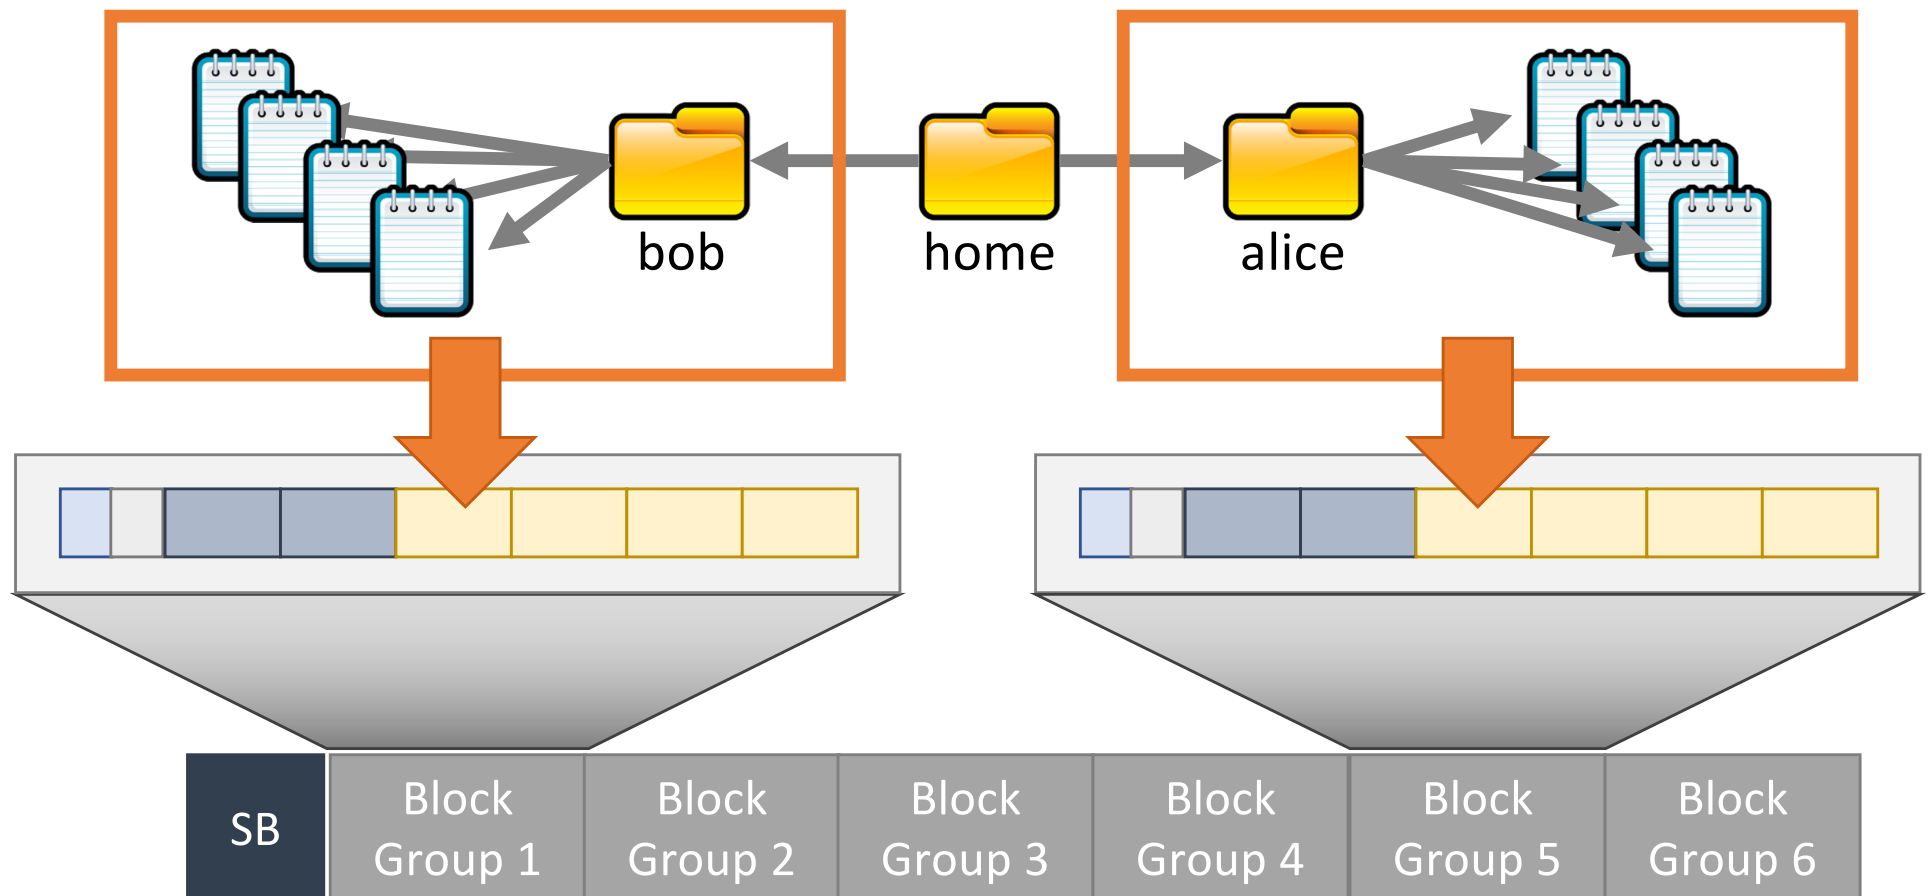 bob
home
alice
SB
Block
Group 1
Block
Group 2
Block
Group 3
Block
Group 4
Block
Group 5
Block
Group 6